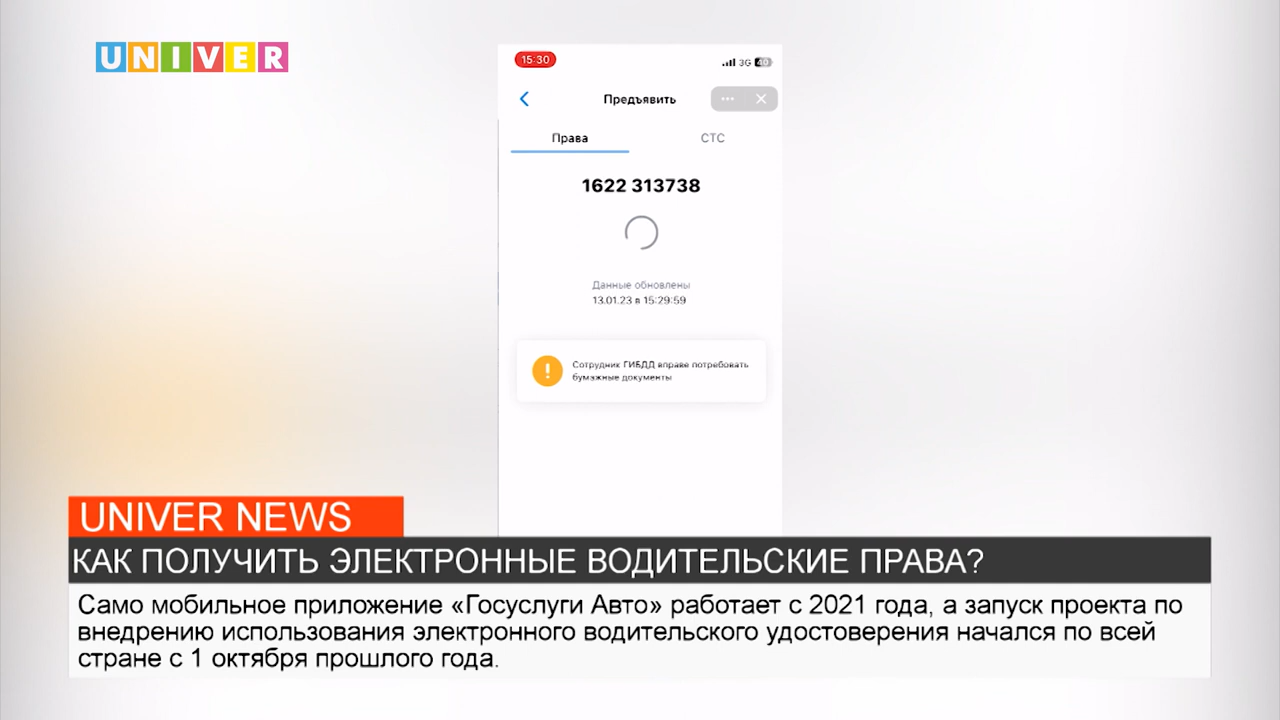 UNIVER
15:30
3G 40
Предъявить
Права
СТС
1622 313738
Данные обновлены
13.01.23 в 15:29:59
Сотрудник ГИБДД вправе потребовать
бумажные документы
UNIVER NEWS
КАК ПОЛУЧИТЬ ЭЛЕКТРОННЫЕ ВОДИТЕЛЬСКИЕ ПРАВА?
Само мобильное приложение «Госуслуги Авто» работает с 2021 года, а запуск проекта по
внедрению использования электронного водительского удостоверения начался по всей
стране с 1 октября прошлого года.